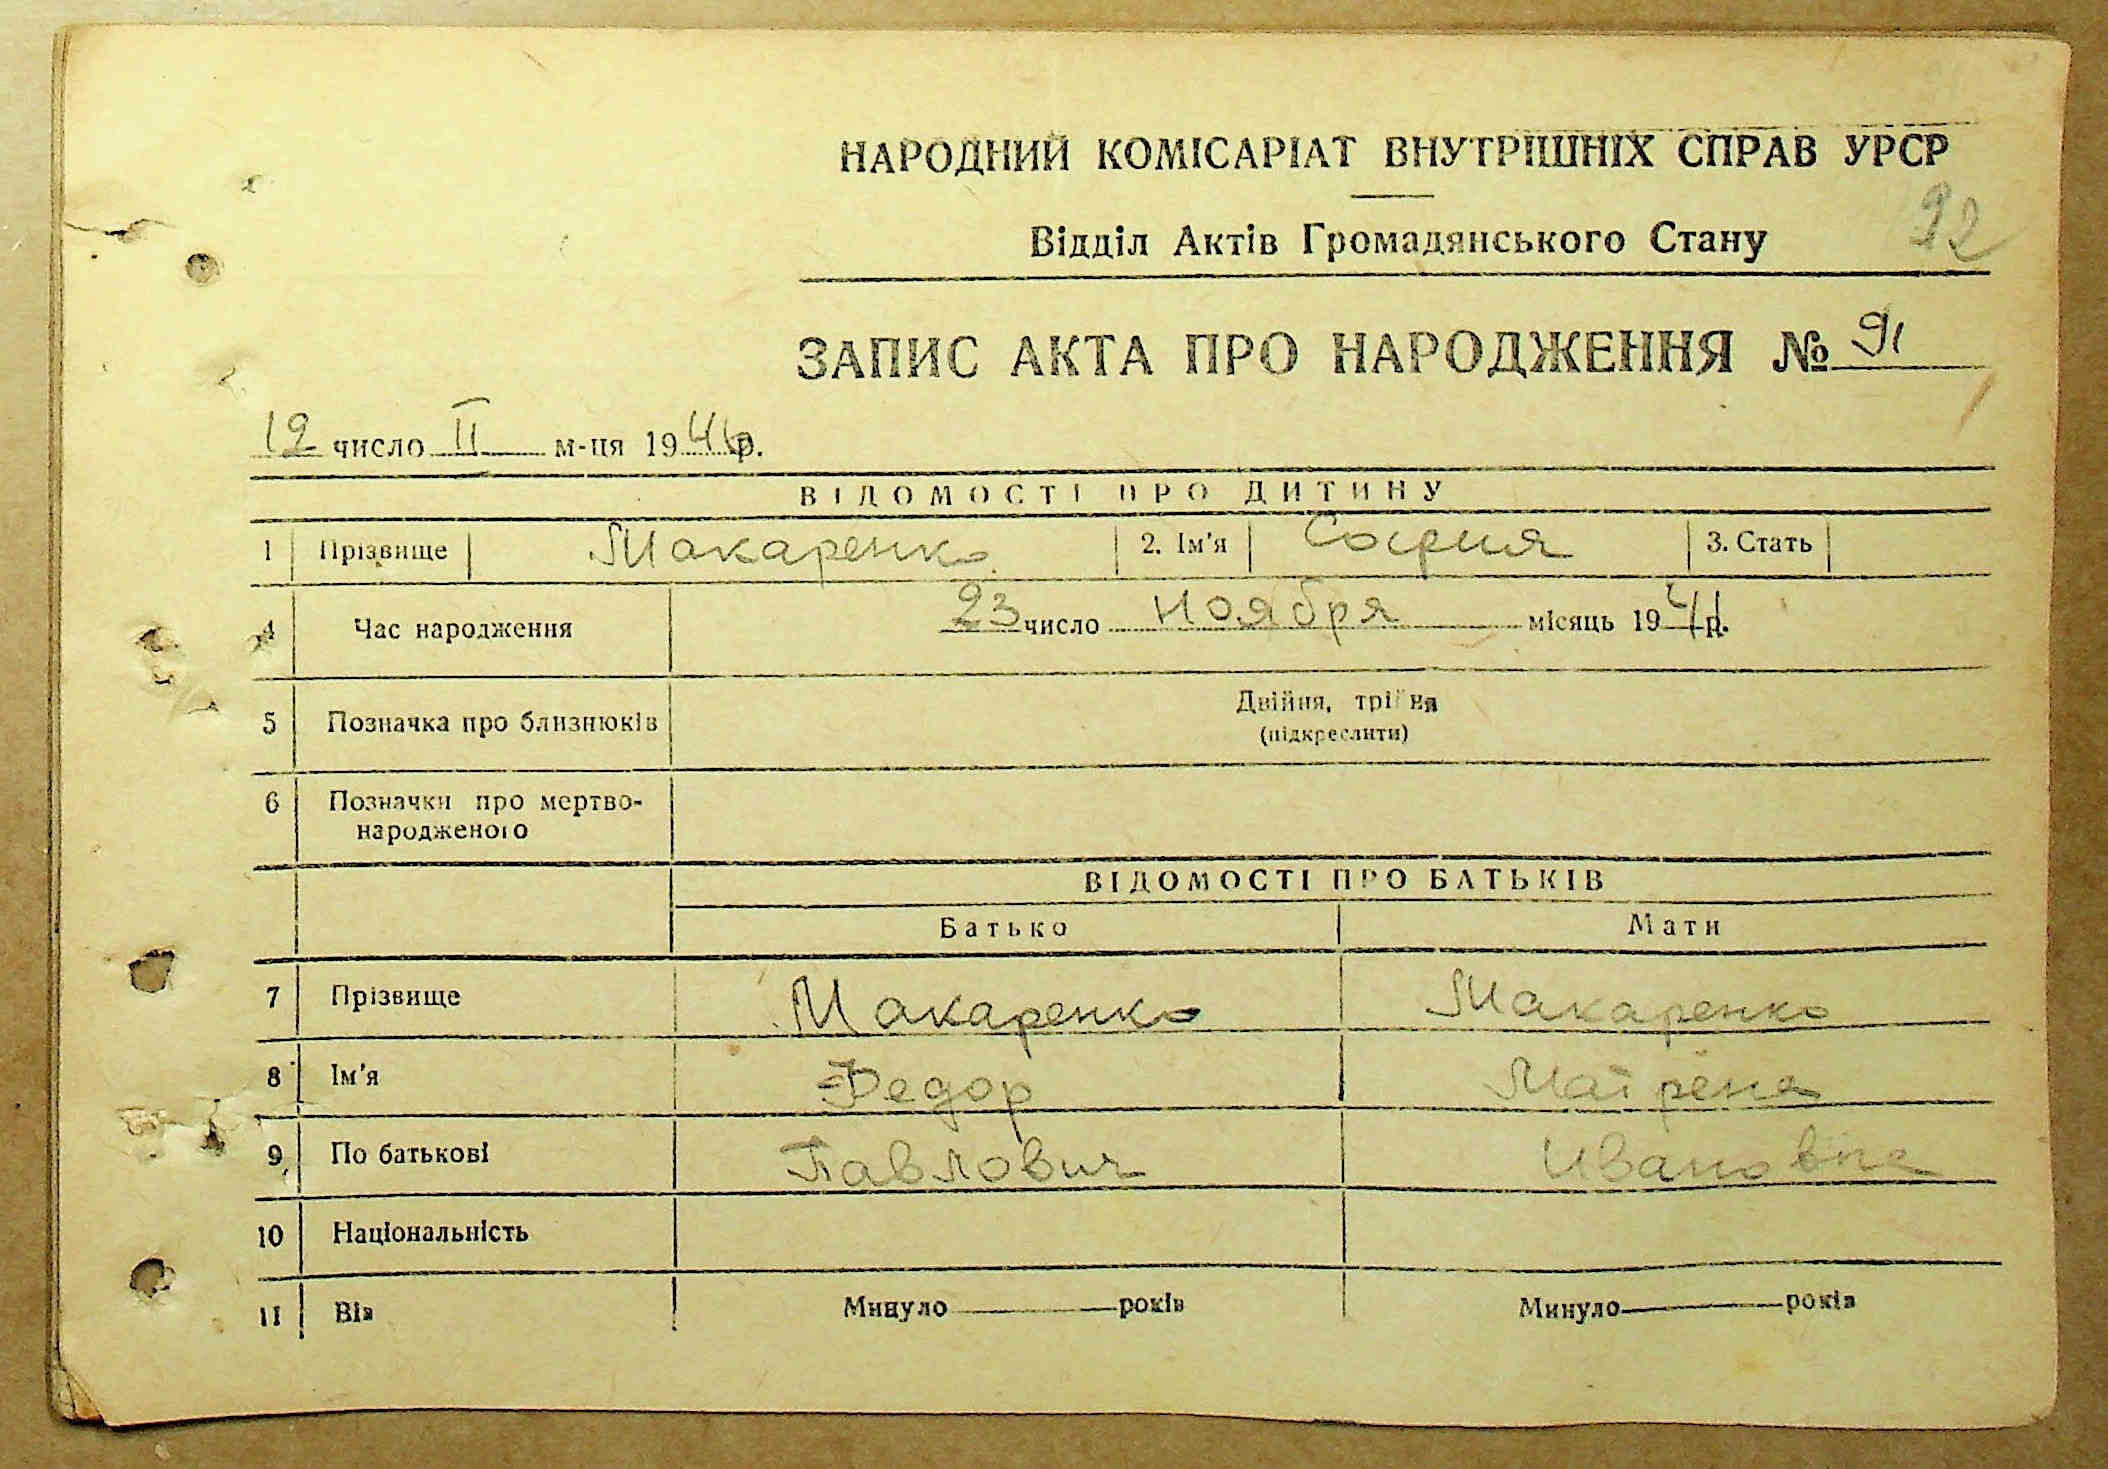 НАРОДНИЙ КОМІСАРІАТ ВНУТРІШНІХ СПРАВ УРСР
Відділ Актів Громадянського Стану 92
ЗАПИС АКТА ПРО НАРОДЖЕННЯ № 91
12 число II м-ця 194 р.
ВІДОМОСТІ ПРО ДИТИНУ
1 Прізвище Макаренко 2. Ім'я София 3. Стать
4 Час народження 23 число ноября місяць 1941 р.
5 Позначка про близнюків Двійня, трійня
(підкреслити)
6 Позначки про мертво-
народженого
ВІДОМОСТІ ПРО БАТЬКІВ
Батько Мати
7 Прізвище Макаренко Макаренко
8 Ім'я Федор Матрена
9 По батькові Павлович Ивановна
10 Національність
11 Вік Минуло років Минуло років